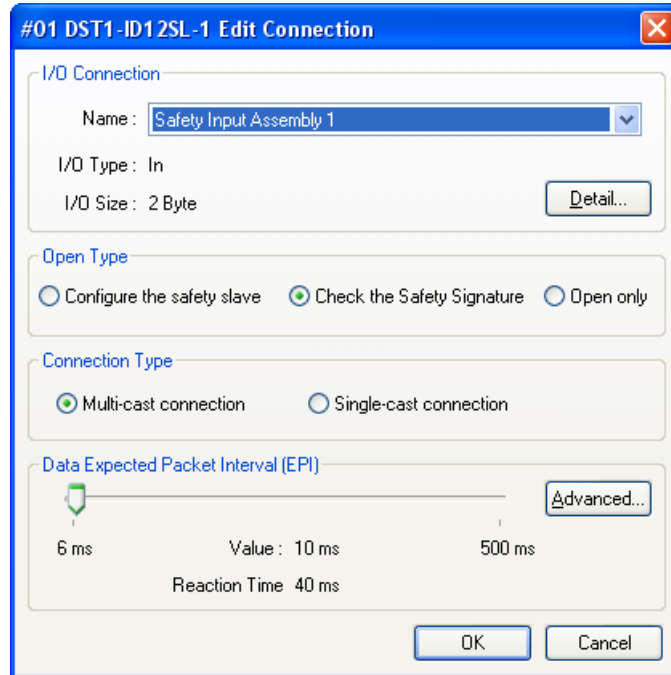 #01 DST1-ID12SL-1 Edit Connection
I/O Connection
Name : Safety Input Assembly 1
I/O Type : In
I/O Size : 2 Byte
Detail...
Open Type
Configure the safety slave Check the Safety Signature Open only
Connection Type
Multi-cast connection Single-cast connection
Data Expected Packet Interval (EPI)
Advanced...
6 ms Value : 10 ms 500 ms
Reaction Time 40 ms
OK Cancel